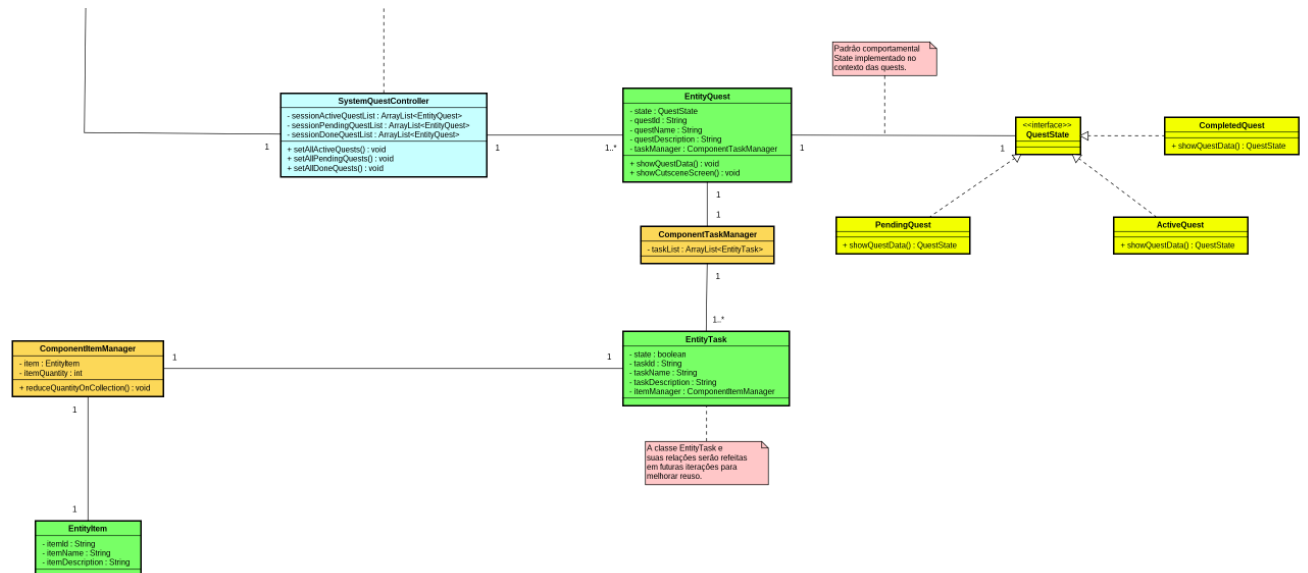 Padrão comportamental
State implementado no
contexto das quests.
SystemQuestController
- sessionActiveQuestList : ArrayList<EntityQuest>
- sessionPendingQuestList : ArrayList<EntityQuest>
- sessionDoneQuestList : ArrayList<EntityQuest>
+ setAllActiveQuests() : void
+ setAllPendingQuests() : void
+ setAllDoneQuests() : void
1
1
1..*
EntityQuest
- state : QuestState
- questId : String
- questName : String
- questDescription : String
- taskManager : ComponentTaskManager
+ showQuestData() : void
+ showCutsceneScreen() : void
1
1
<<interface>>
QuestState
CompletedQuest
+ showQuestData() : QuestState
PendingQuest
+ showQuestData() : QuestState
ActiveQuest
+ showQuestData() : QuestState
1
1
ComponentTaskManager
- taskList : ArrayList<EntityTask>
1
1..*
EntityTask
- state : boolean
- taskId : String
- taskName : String
- taskDescription : String
- itemManager : ComponentItemManager
ComponentItemManager
- item : EntityItem
- itemQuantity : int
+ reduceQuantityOnCollection() : void
1
1
A classe EntityTask e
suas relações serão refeitas
em futuras iterações para
melhorar reuso.
1
1
EntityItem
- itemId : String
- itemName : String
- itemDescription : String